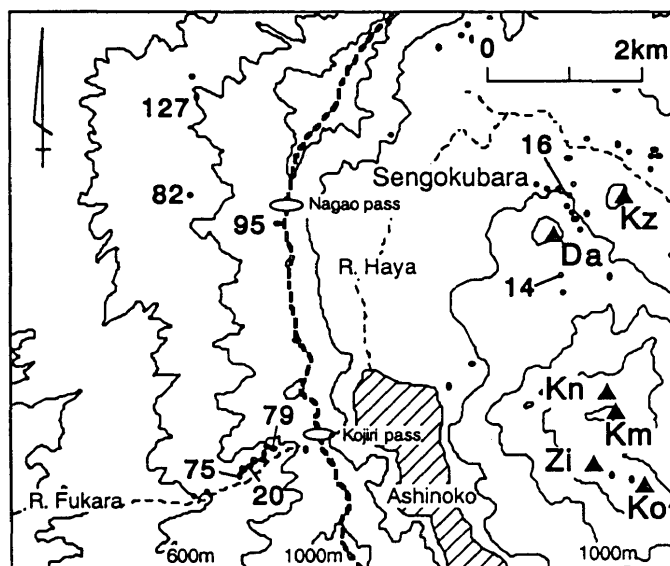 0 2km
127
16
Sengokubara
82
Kz
Nagao pass
95
Da
R. Haya
14
Kn
79
Km
Kojiri pass
75
Zi
20
Ashinoko
Ko
R. Fukara
600m 1000m 1000m